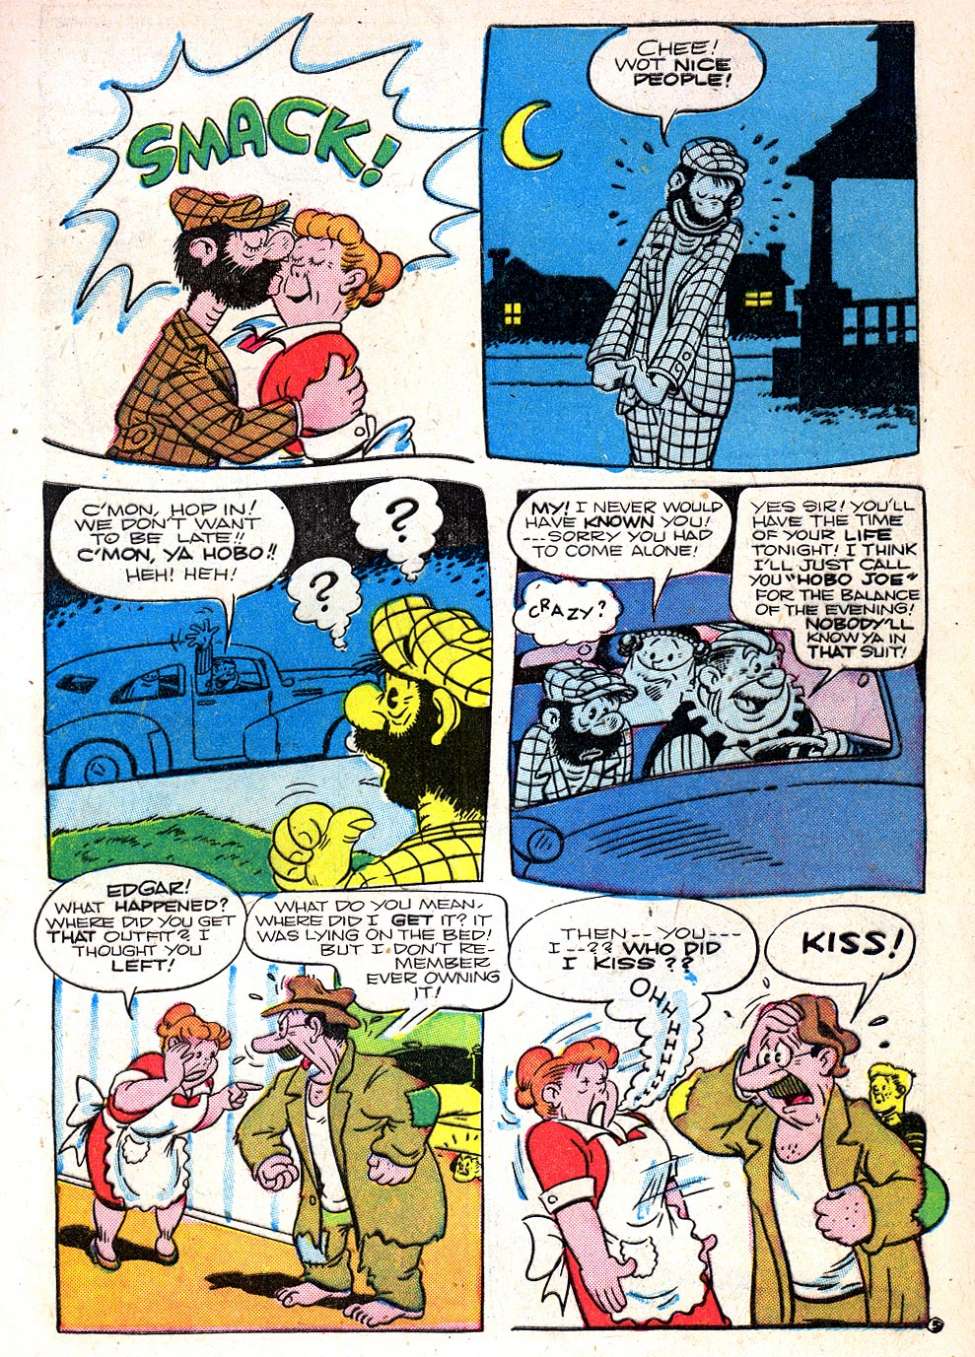 SMACK!
CHEE!
WOT NICE
PEOPLE!
C'MON, HOP IN!
WE DON'T WANT
TO BE LATE!!
C'MON, YA HOBO!!
HEH! HEH!
?
?
MY! I NEVER WOULD
HAVE KNOWN YOU!
---SORRY YOU HAD
TO COME ALONE!
CRAZY?
YES SIR! YOU'LL
HAVE THE TIME
OF YOUR LIFE
TONIGHT! I THINK
I'LL JUST CALL
YOU "HOBO JOE"
FOR THE BALANCE
OF THE EVENING!
NOBODY'LL
KNOW YA IN
THAT SUIT!
EDGAR!
WHAT HAPPENED?
WHERE DID YOU GET
THAT OUTFIT? I
THOUGHT YOU
LEFT!
WHAT DO YOU MEAN,
WHERE DID I GET IT? IT
WAS LYING ON THE BED!
BUT I DON'T RE-
MEMBER
EVER OWNING
IT!
THEN-- YOU----
I--?? WHO DID
I KISS??
OHHHHHHHH
KISS!
5